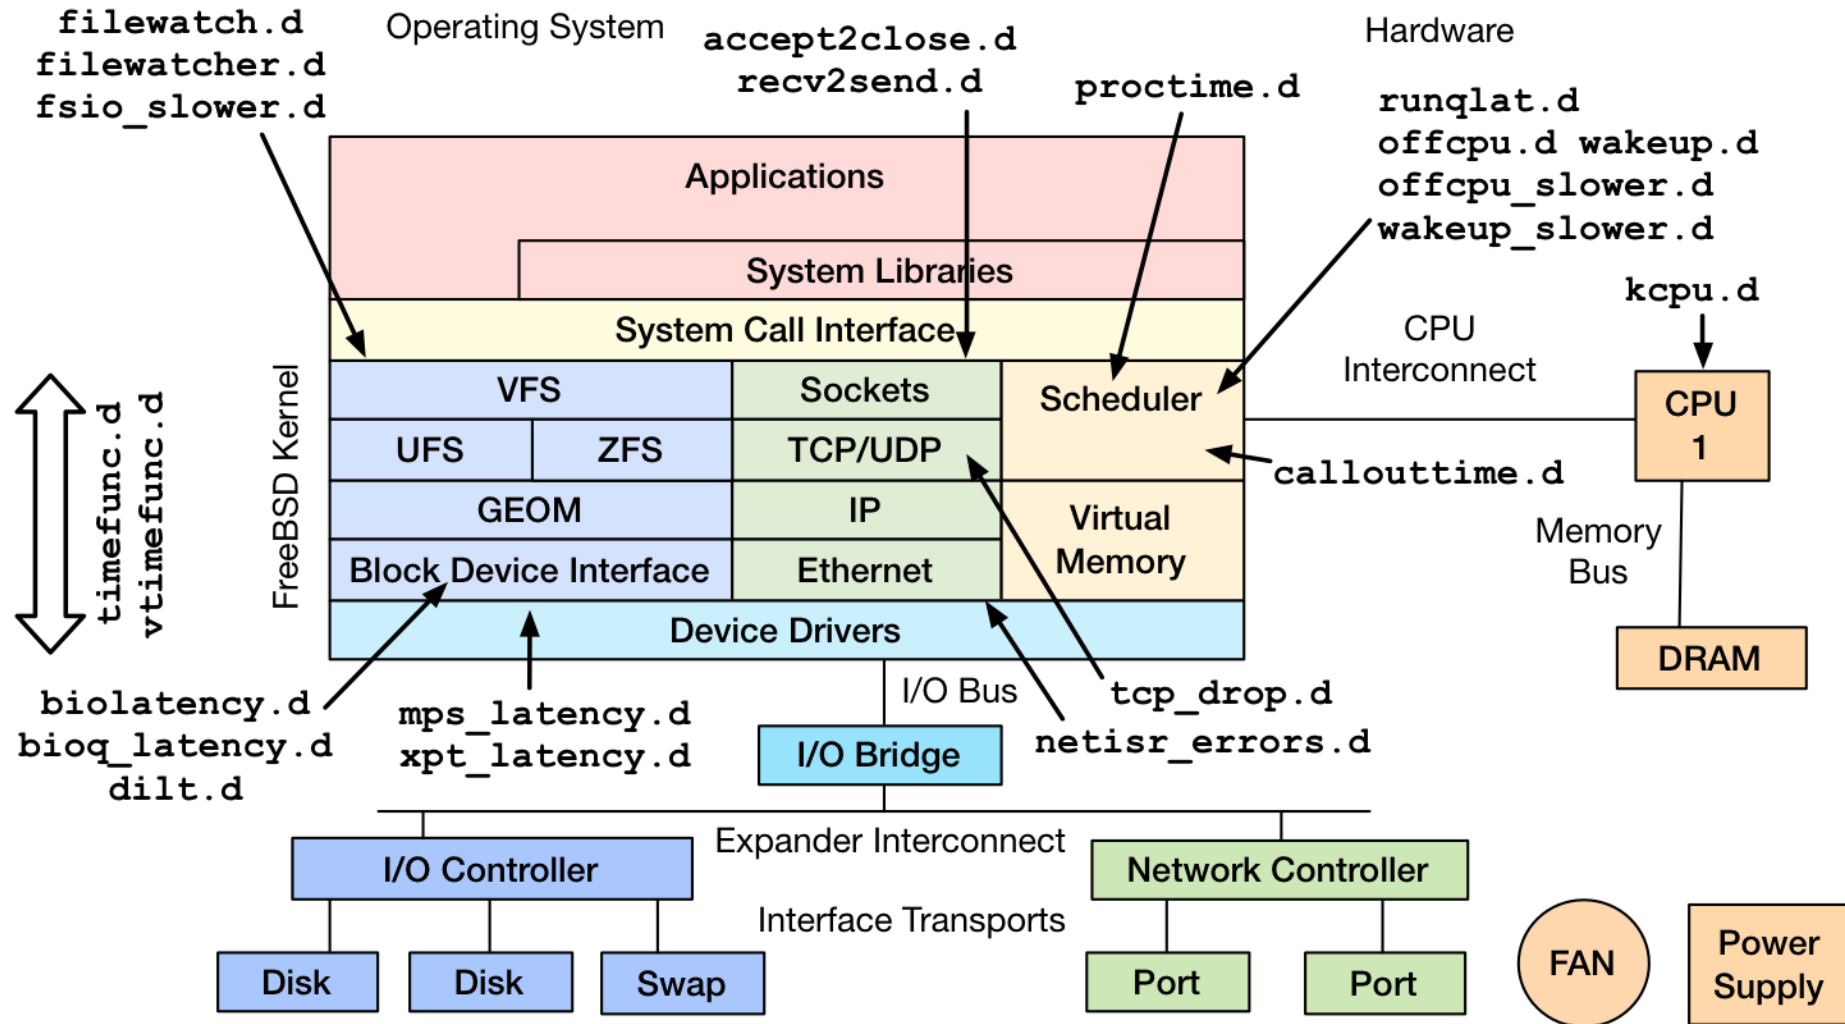 filewatch.d
filewatcher.d
fsio_slower.d
Operating System
accept2close.d
recv2send.d
proctime.d
Hardware
runqlat.d
offcpu.d wakeup.d
offcpu_slower.d
wakeup_slower.d
kcpu.d
Applications
System Libraries
System Call Interface
CPU
Interconnect
FreeBSD Kernel
timefunc.d
vtimefunc.d
VFS
Sockets
Scheduler
CPU
1
UFS
ZFS
TCP/UDP
callouttime.d
GEOM
IP
Virtual
Memory
Memory
Bus
Block Device Interface
Ethernet
Device Drivers
DRAM
biolatency.d
bioq_latency.d
dilt.d
mps_latency.d
xpt_latency.d
I/O Bus
tcp_drop.d
netisr_errors.d
I/O Bridge
Expander Interconnect
I/O Controller
Network Controller
Interface Transports
Disk
Disk
Swap
Port
Port
FAN
Power
Supply